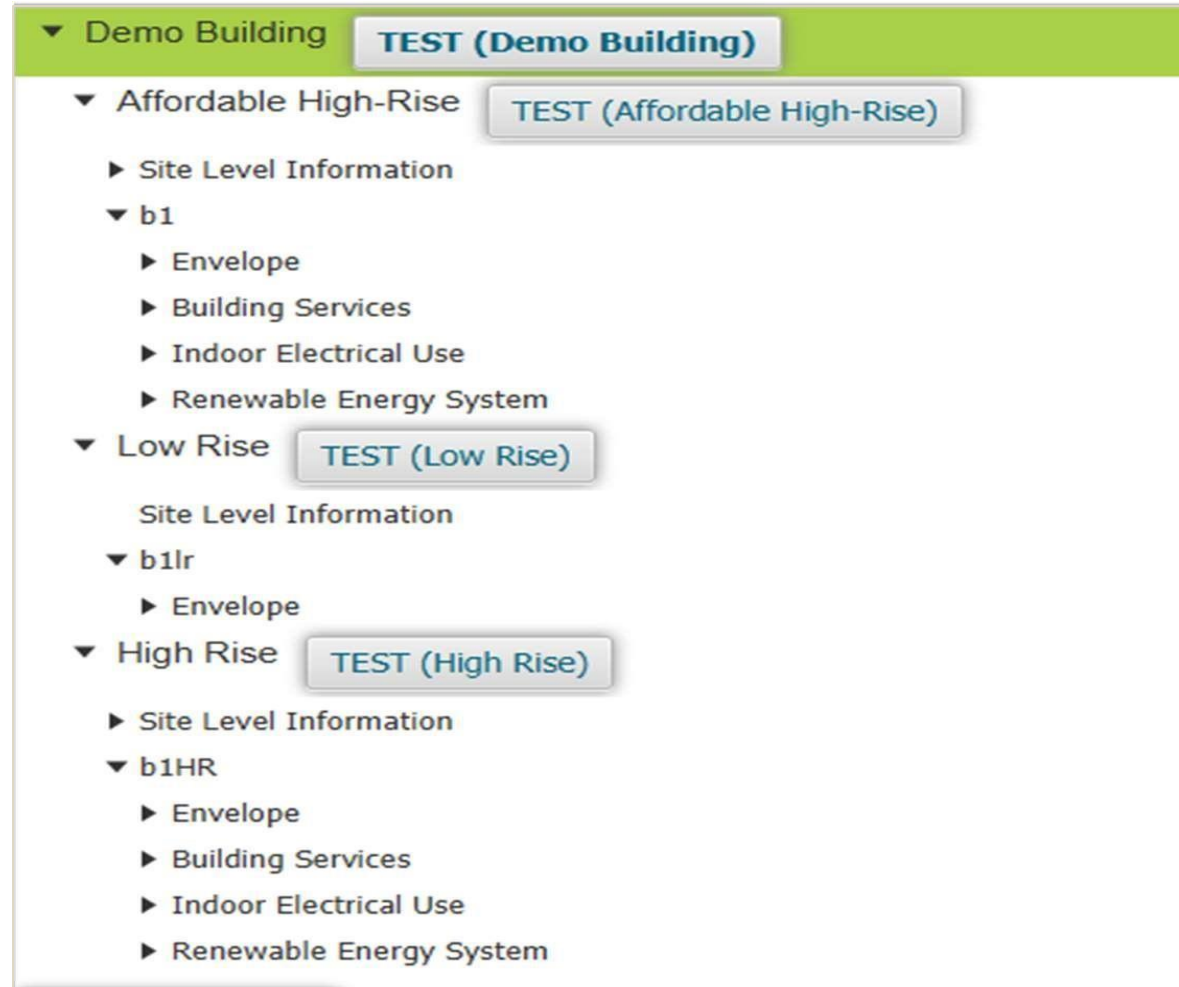 Demo Building TEST (Demo Building)
Affordable High-Rise TEST (Affordable High-Rise)
Site Level Information
b1
Envelope
Building Services
Indoor Electrical Use
Renewable Energy System
Low Rise TEST (Low Rise)
Site Level Information
b1lr
Envelope
High Rise TEST (High Rise)
Site Level Information
b1HR
Envelope
Building Services
Indoor Electrical Use
Renewable Energy System